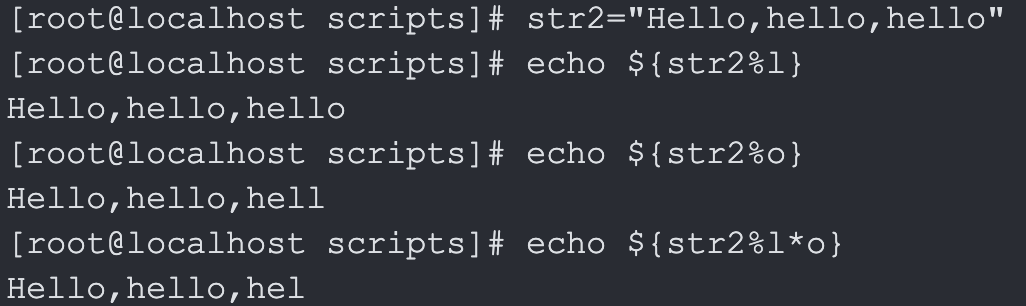 [root@localhost scripts]# str2="Hello,hello,hello"
[root@localhost scripts]# echo ${str2%l}
Hello,hello,hello
[root@localhost scripts]# echo ${str2%o}
Hello,hello,hell
[root@localhost scripts]# echo ${str2%l*o}
Hello,hello,hel